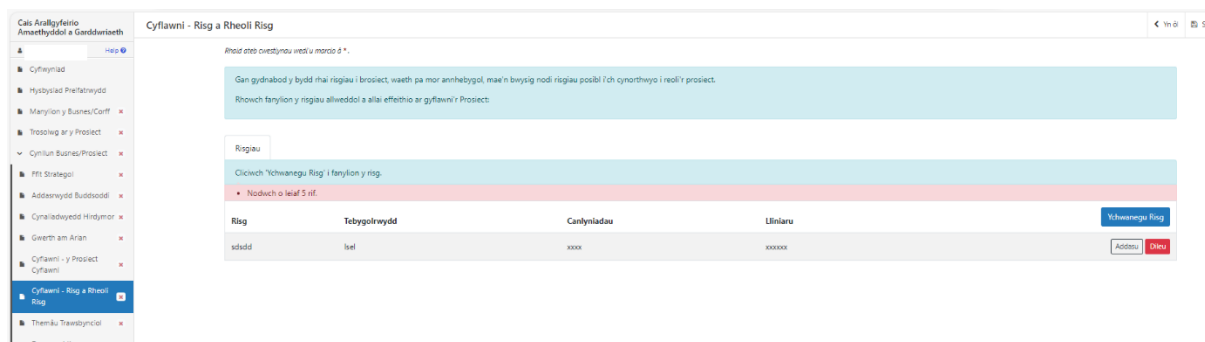 Cais Arallgyfeirio
Amaethyddol a Garddwriaeth
Cyflawni - Risg a Rheoli Risg
Yn ôl
S
Help
Rhaid ateb cwestiynau wedi'u marcio â * .
Cyflwyniad
Hysbysiad Preifatrwydd
Manylion y Busnes/Corff
Trosolwg ar y Prosiect
Cynllun Busnes/Prosiect
Ffit Strategol
Addasrwydd Buddsoddi
Cynaliadwyedd Hirdymor
Gwerth am Arian
Cyflawni - y Prosiect
Cyflawni
Cyflawni - Risg a Rheoli
Risg
Themâu Trawsbynciol
Gan gydnabod y bydd rhai risgiau i brosiect, waeth pa mor annhebygol, mae'n bwysig nodi risgiau posibl i'ch cynorthwyo i reoli'r prosiect.
Rhowch fanylion y risgiau allweddol a allai effeithio ar gyflawni'r Prosiect:
Risgiau
Cliciwch 'Ychwanegu Risg' i fanylion y risg.
Nodwch o leiaf 5 rif.
Risg Tebygolrwydd Canlyniadau Lliniaru Ychwanegu Risg
sdsdd Isel xxxx xxxxxx Addasu Dileu